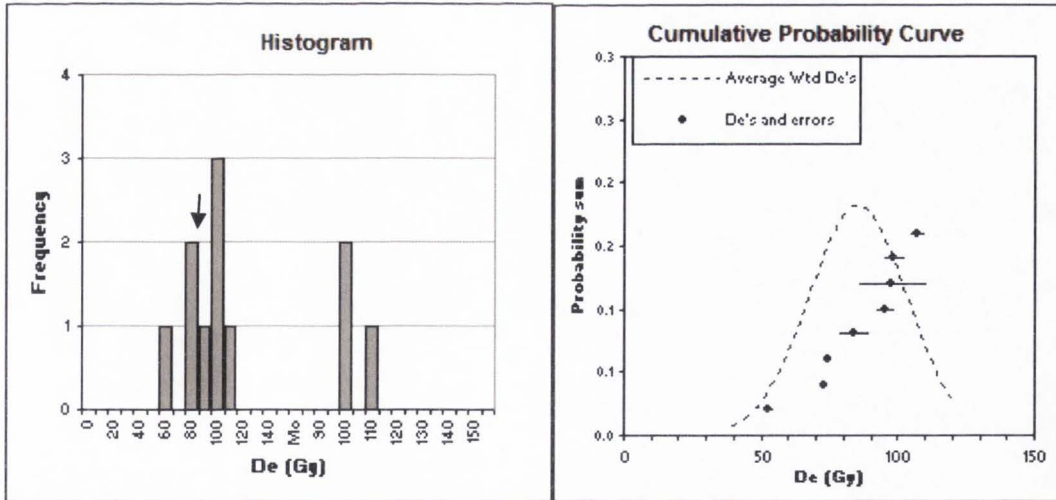 Histogram
Frequency
4
3
2
1
0
0 20 40 60 80 100 120 140 Mo 90 100 110 120 130 140 150
De (Gy)
Cumulative Probability Curve
Average Wtd De's
De's and errors
Probability sum
0.3
0.3
0.2
0.2
0.1
0.1
0.0
0 50 100 150
De (Gy)